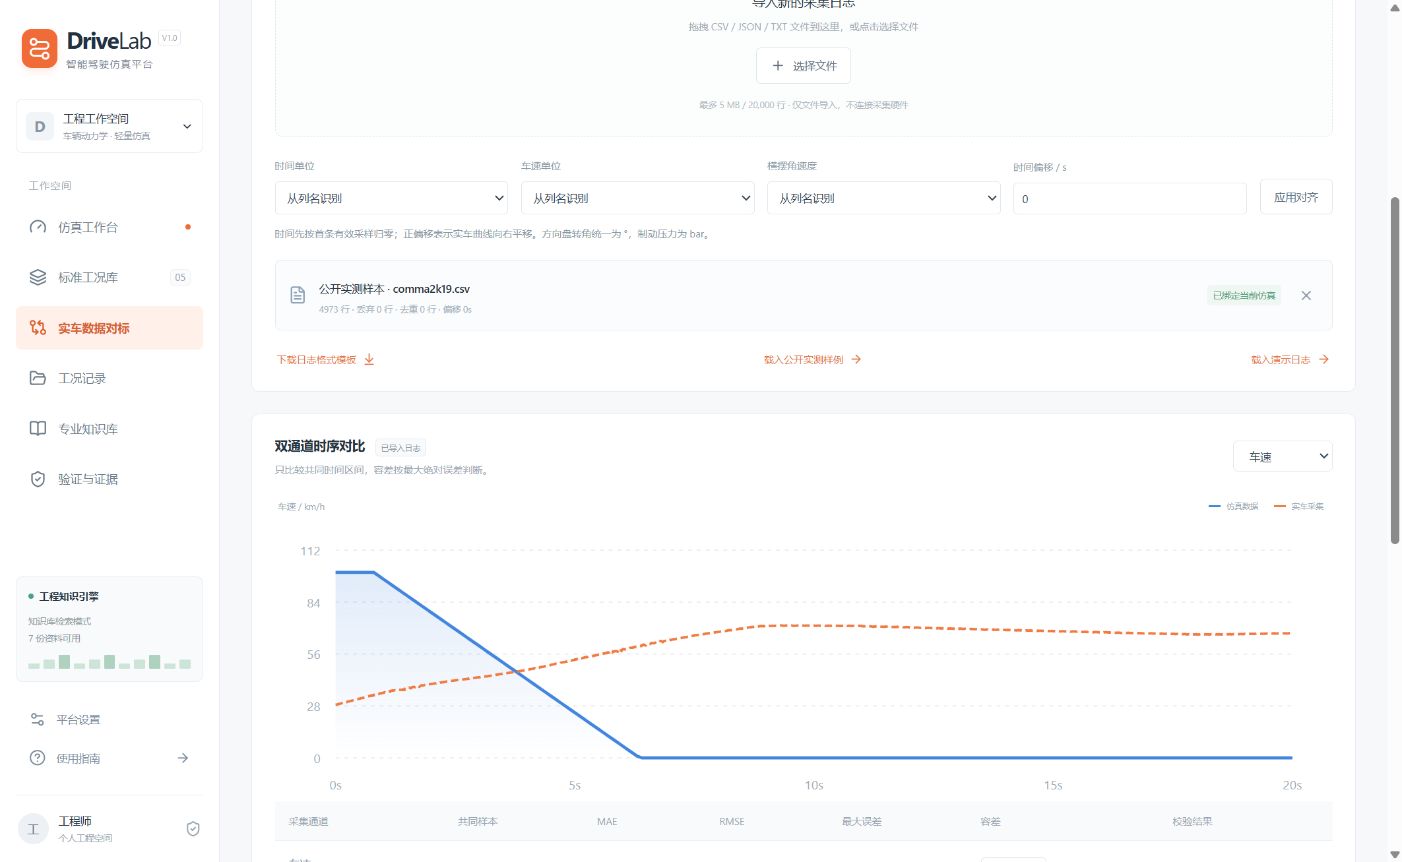 DriveLab V1.0
智能驾驶仿真平台
D
工程工作空间
车辆动力学 · 轻量仿真
工作空间
仿真工作台
标准工况库 05
实车数据对标
工况记录
专业知识库
验证与证据
工程知识引擎
知识库检索模式
7 份资料可用
平台设置
使用指南
工
工程师
个人工程空间
导入新的采集日志
拖拽 CSV / JSON / TXT 文件到这里，或点击选择文件
选择文件
最多 5 MB / 20,000 行 · 仅文件导入，不连接采集硬件
时间单位
从列名识别
车速单位
从列名识别
横摆角速度
从列名识别
时间偏移 / s
0
应用对齐
时间先按首条有效采样归零；正偏移表示实车曲线向右平移。方向盘转角统一为 °，制动压力为 bar。
公开实测样本 · comma2k19.csv
4973 行 · 丢弃 0 行 · 去重 0 行 · 偏移 0s
已绑定当前仿真
下载日志格式模板
载入公开实测样例
载入演示日志
双通道时序对比 已导入日志
只比较共同时间区间，容差按最大绝对误差判断。
车速
车速 / km/h
仿真数据 实车采集
112
84
56
28
0
0s 5s 10s 15s 20s
采集通道 共同样本 MAE RMSE 最大误差 容差 校验结果